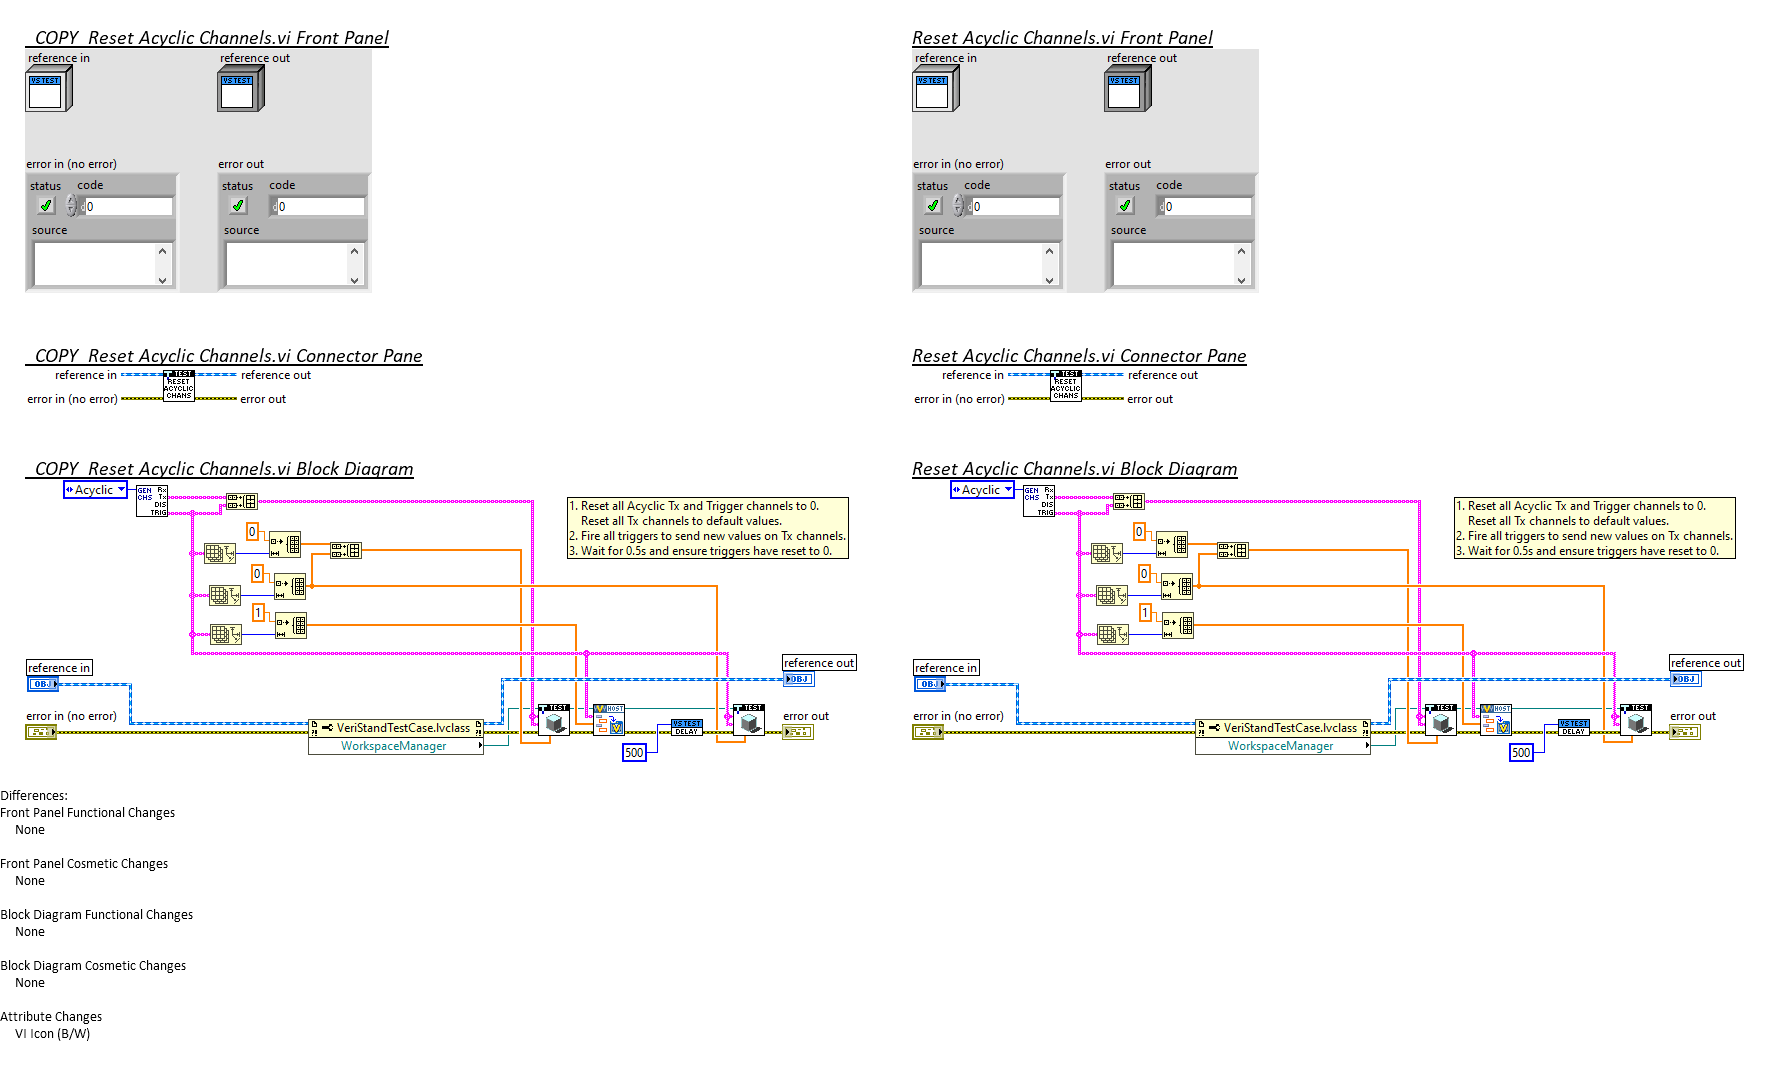 _COPY_Reset Acyclic Channels.vi Front Panel
reference in
reference out
VS TEST
VS TEST
error in (no error)
error out
status
code
status
code
0
0
source
source
_COPY_Reset Acyclic Channels.vi Connector Pane
reference in
TEST
RESET
ACYCLIC
CHANS
reference out
error in (no error)
error out
_COPY_Reset Acyclic Channels.vi Block Diagram
Acyclic
GEN Rx
CHS Tx
DIS
TRIG
1. Reset all Acyclic Tx and Trigger channels to 0.
Reset all Tx channels to default values.
2. Fire all triggers to send new values on Tx channels.
3. Wait for 0.5s and ensure triggers have reset to 0.
0
0
1
reference in
OBJ
reference out
OBJ
error in (no error)
VeriStandTestCase.lvclass
WorkspaceManager
TEST
HOST
500
VS TEST
DELAY
TEST
error out
Reset Acyclic Channels.vi Front Panel
reference in
reference out
VS TEST
VS TEST
error in (no error)
error out
status
code
status
code
0
0
source
source
Reset Acyclic Channels.vi Connector Pane
reference in
TEST
RESET
ACYCLIC
CHANS
reference out
error in (no error)
error out
Reset Acyclic Channels.vi Block Diagram
Acyclic
GEN Rx
CHS Tx
DIS
TRIG
1. Reset all Acyclic Tx and Trigger channels to 0.
Reset all Tx channels to default values.
2. Fire all triggers to send new values on Tx channels.
3. Wait for 0.5s and ensure triggers have reset to 0.
0
0
1
reference in
OBJ
reference out
OBJ
error in (no error)
VeriStandTestCase.lvclass
WorkspaceManager
TEST
HOST
500
VS TEST
DELAY
TEST
error out
Differences:
Front Panel Functional Changes
None
Front Panel Cosmetic Changes
None
Block Diagram Functional Changes
None
Block Diagram Cosmetic Changes
None
Attribute Changes
VI Icon (B/W)